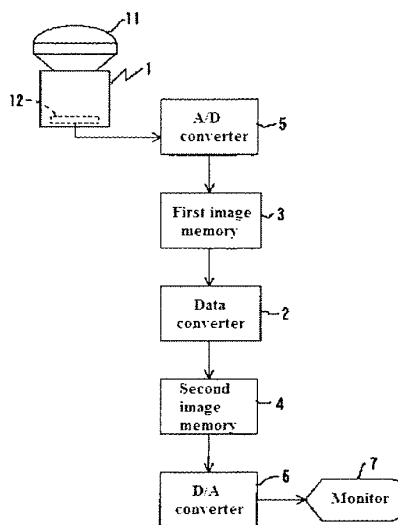 11
1
12
A/D
converter
5
First image
memory
3
Data
converter
2
Second
image
memory
4
D/A
converter
6
7
Monitor